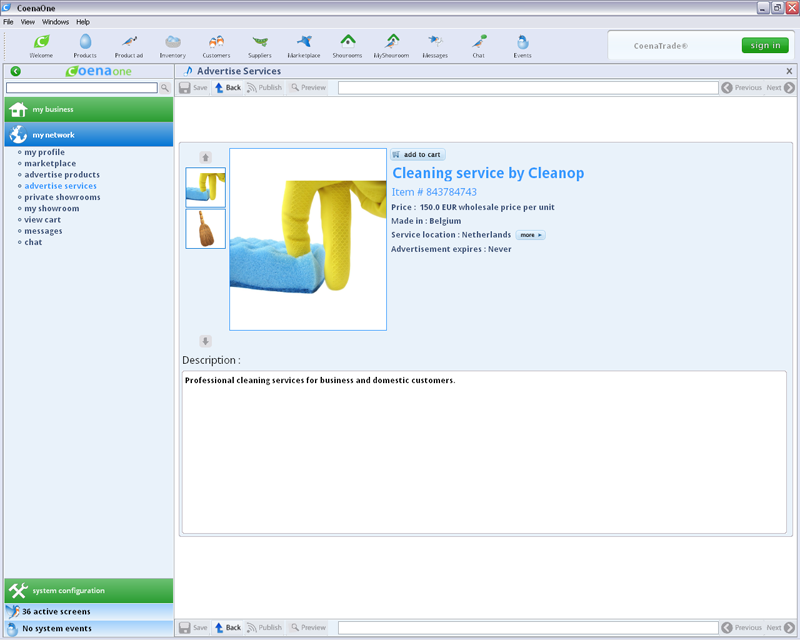 CoenaOne
File View Windows Help
Welcome Products Product ad Inventory Customers Suppliers Marketplace Showrooms MyShowroom Messages Chat Events
CoenaTrade®
sign in
Coenaone
Advertise Services
Save Back Publish Preview Previous Next
my business
my network
my profile
marketplace
advertise products
advertise services
private showrooms
my showroom
view cart
messages
chat
add to cart
Cleaning service by Cleanop
Item # 843784743
Price : 150.0 EUR wholesale price per unit
Made in : Belgium
Service location : Netherlands more
Advertisement expires : Never
Description :
Professional cleaning services for business and domestic customers.
system configuration
36 active screens
No system events
Save Back Publish Preview Previous Next